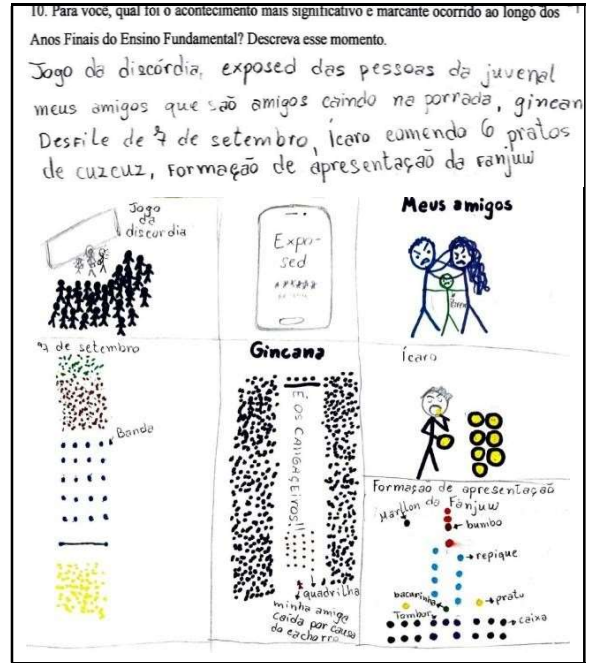 10. Para você, qual foi o acontecimento mais significativo e marcante ocorrido ao longo dos
Anos Finais do Ensino Fundamental? Descreva esse momento.
Jogo da discórdia, exposed das pessoas da juvenal
meus amigos que são amigos caindo na porrada, gincan
Desfile de 7 de setembro, Ícaro comendo 6 pratos
de cuzcuz, Formação de apresentação da Fanjuw
Jogo
da
discordia
Expo-
sed
Meus amigos
7 de setembro
Banda
Gincana
É OS CANGACEIROS!!
quadrilha
minha amiga
caida por causa
do cachorro
Ícaro
Formação de apresentação
da Fanjuw
Marllon
bumbo
repique
bacurinha
prato
Tambor
caixa